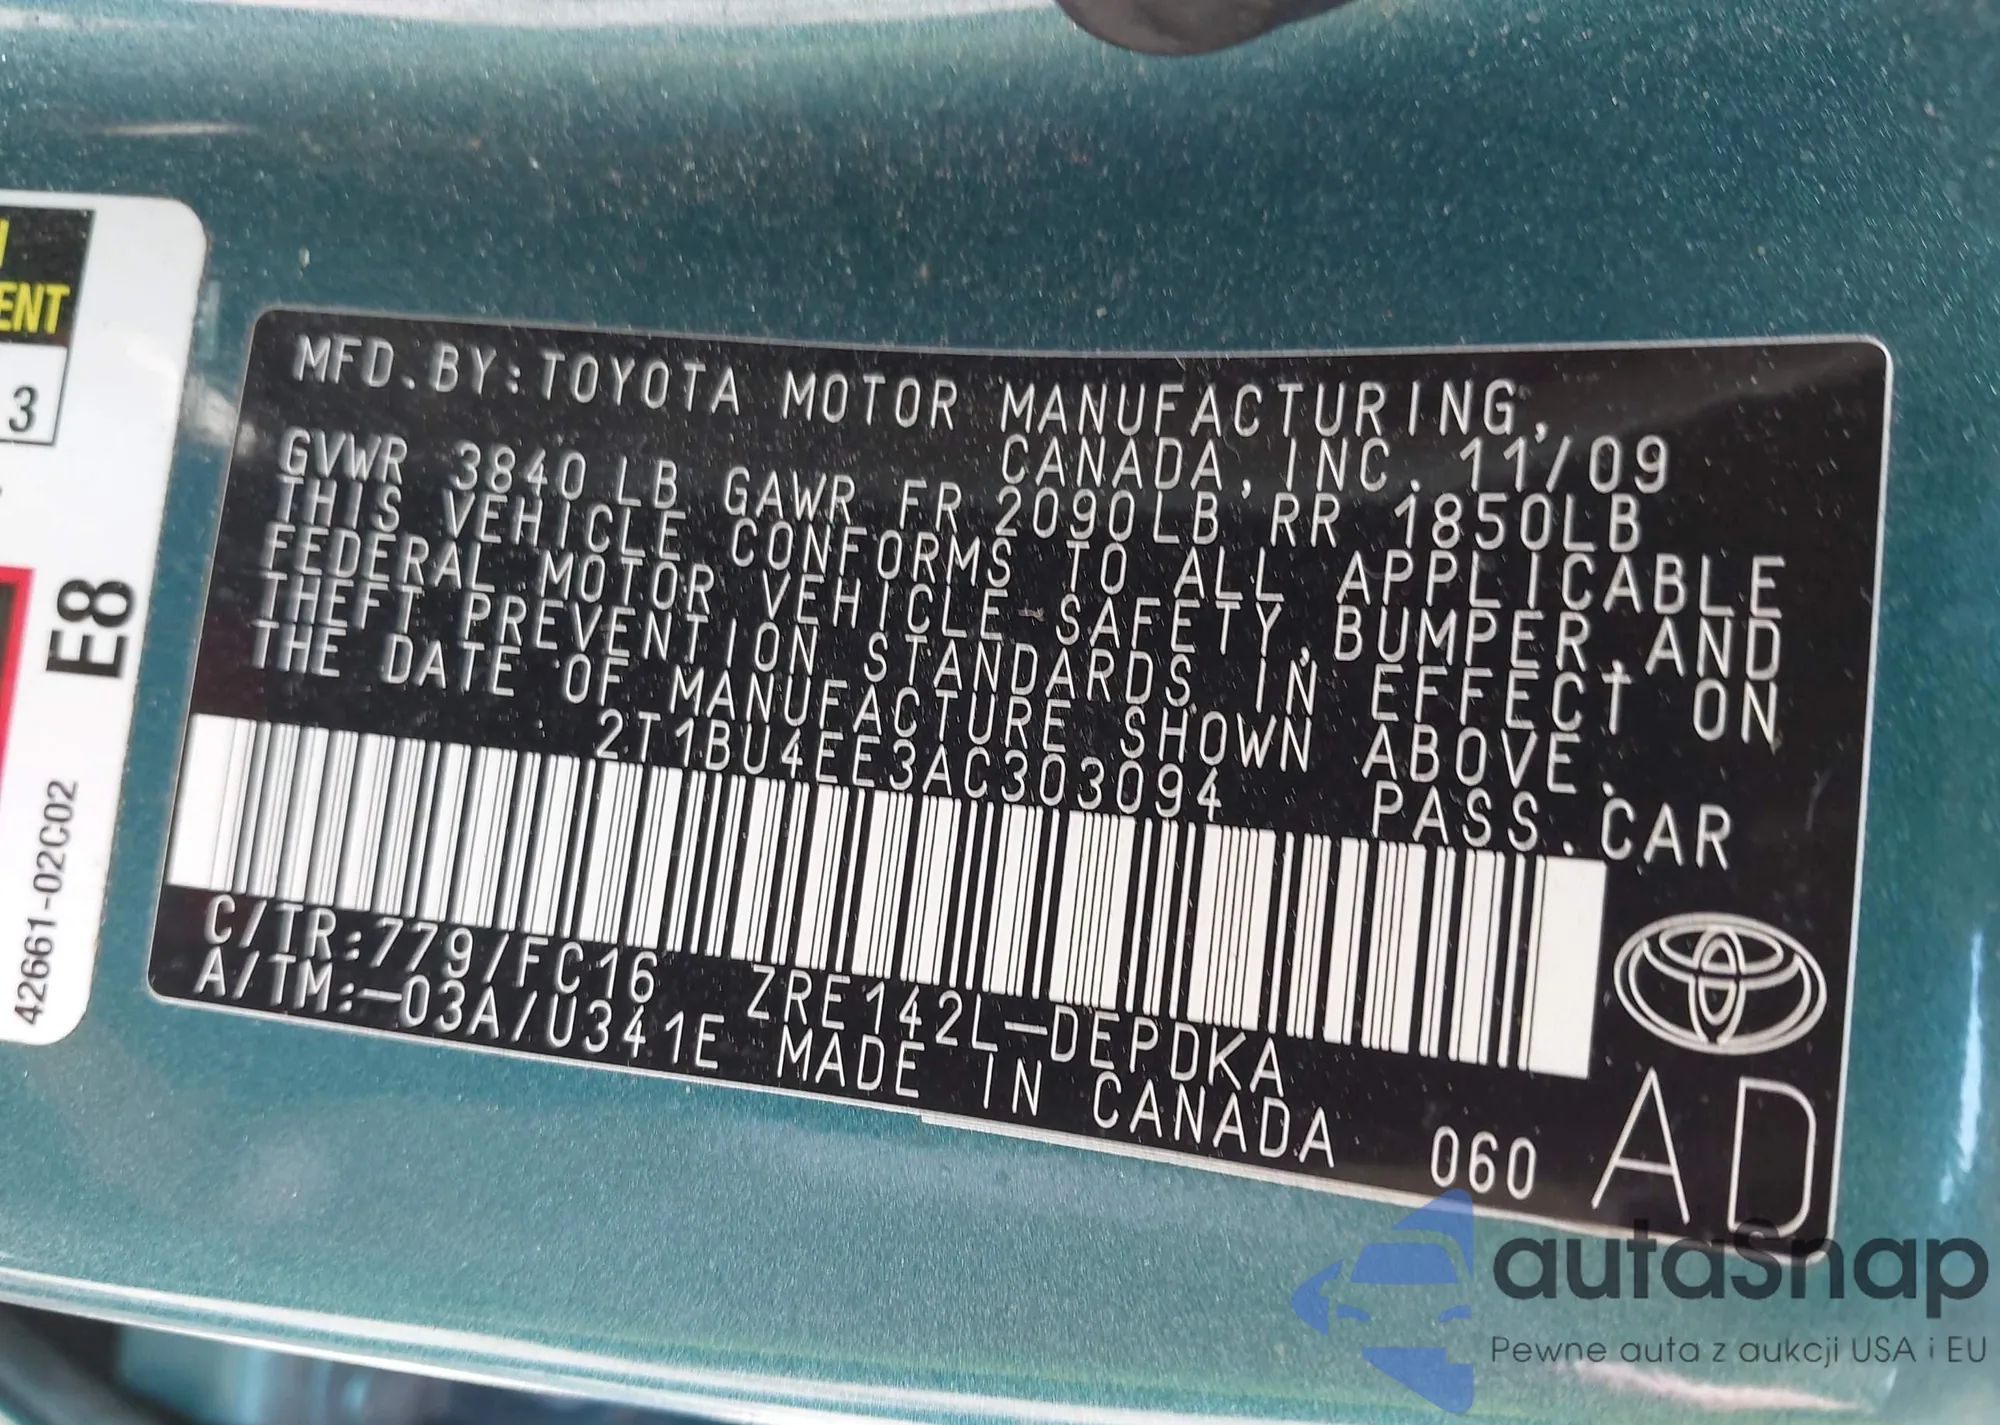 ENT
3
E8
42661-02C02
MFD.BY:TOYOTA MOTOR MANUFACTURING,
CANADA,INC. 11/09
GVWR 3840 LB GAWR FR 2090LB RR 1850LB
THIS VEHICLE CONFORMS TO ALL APPLICABLE
FEDERAL MOTOR VEHICLE SAFETY,BUMPER,AND
THEFT PREVENTION STANDARDS IN EFFECT ON
THE DATE OF MANUFACTURE SHOWN ABOVE.
2T1BU4EE3AC303094 PASS.CAR
C/TR:779/FC16 ZRE142L-DEPDKA
A/TM:-03A/U341E MADE IN CANADA 060 AD
autaSnap
Pewne auta z aukcji USA i EU